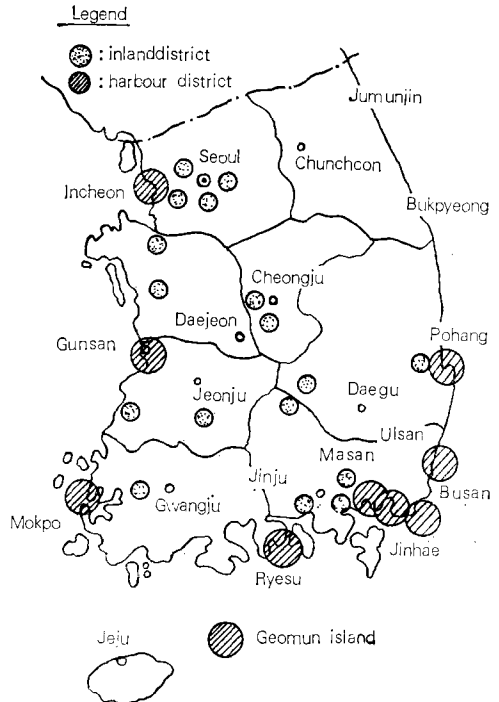 Legend
: inlanddistrict
: harbour district
Jumunjin
Seoul
Chunchcon
Incheon
Bukpyeong
Cheongju
Daejeon
Pohang
Gunsan
Jeonju
Daegu
Ulsan
Masan
Jinju
Gwangju
Busan
Mokpo
Jinhae
Ryesu
Jeju
Geomun island